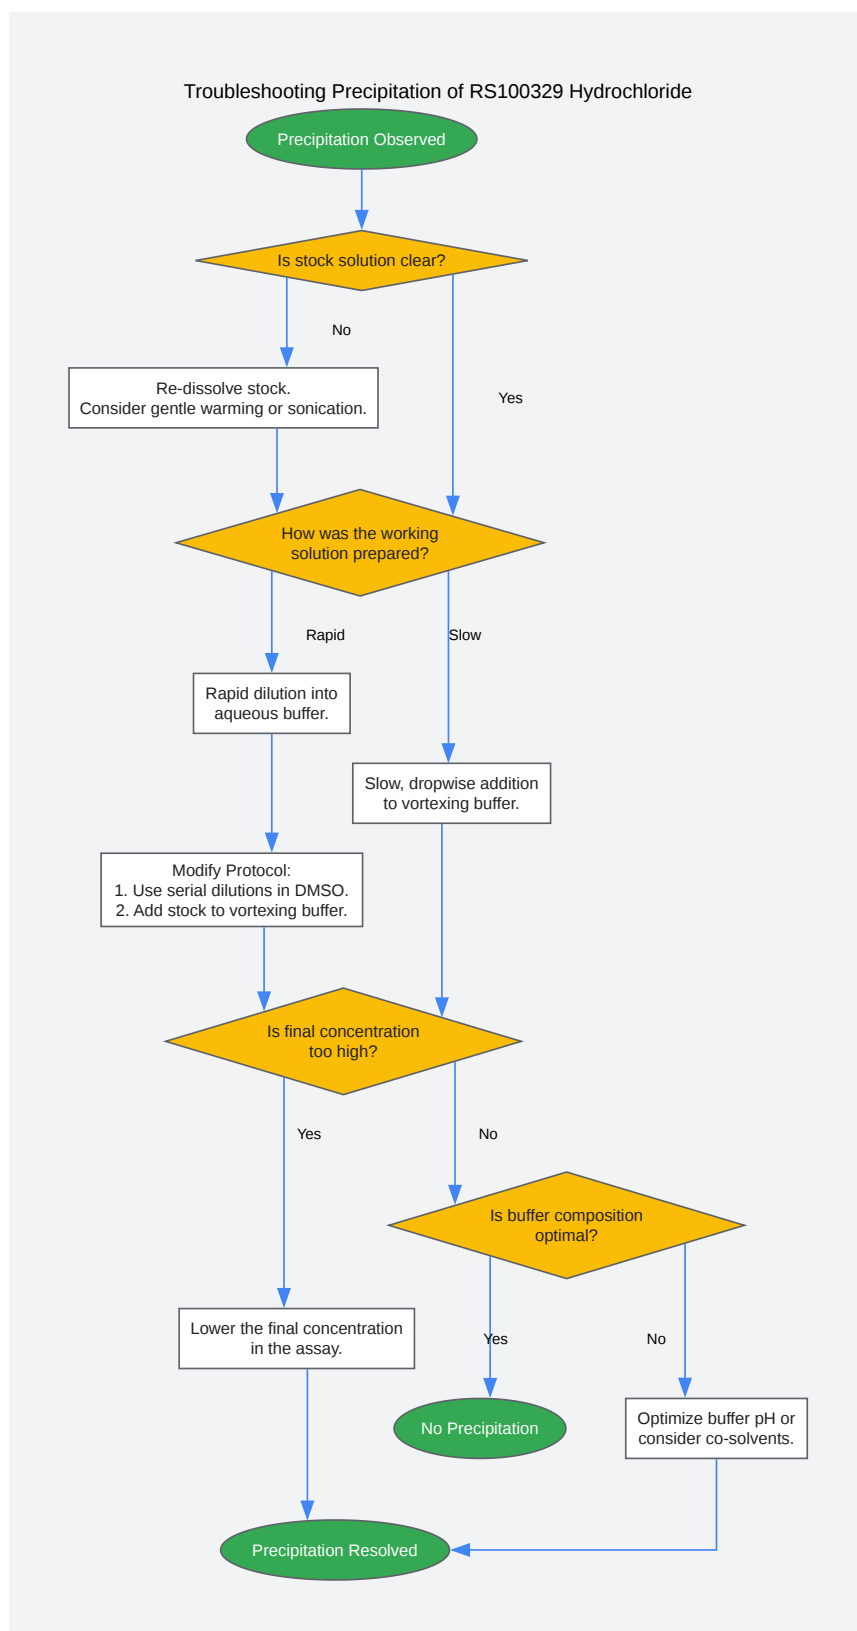 Troubleshooting Precipitation of RS100329 Hydrochloride
Precipitation Observed
Is stock solution clear?
No
Yes
Re-dissolve stock.
Consider gentle warming or sonication.
How was the working
solution prepared?
Rapid
Slow
Rapid dilution into
aqueous buffer.
Slow, dropwise addition
to vortexing buffer.
Modify Protocol:
1. Use serial dilutions in DMSO.
2. Add stock to vortexing buffer.
Is final concentration
too high?
Yes
No
Is buffer composition
optimal?
Lower the final concentration
in the assay.
Yes
No
No Precipitation
Optimize buffer pH or
consider co-solvents.
Precipitation Resolved